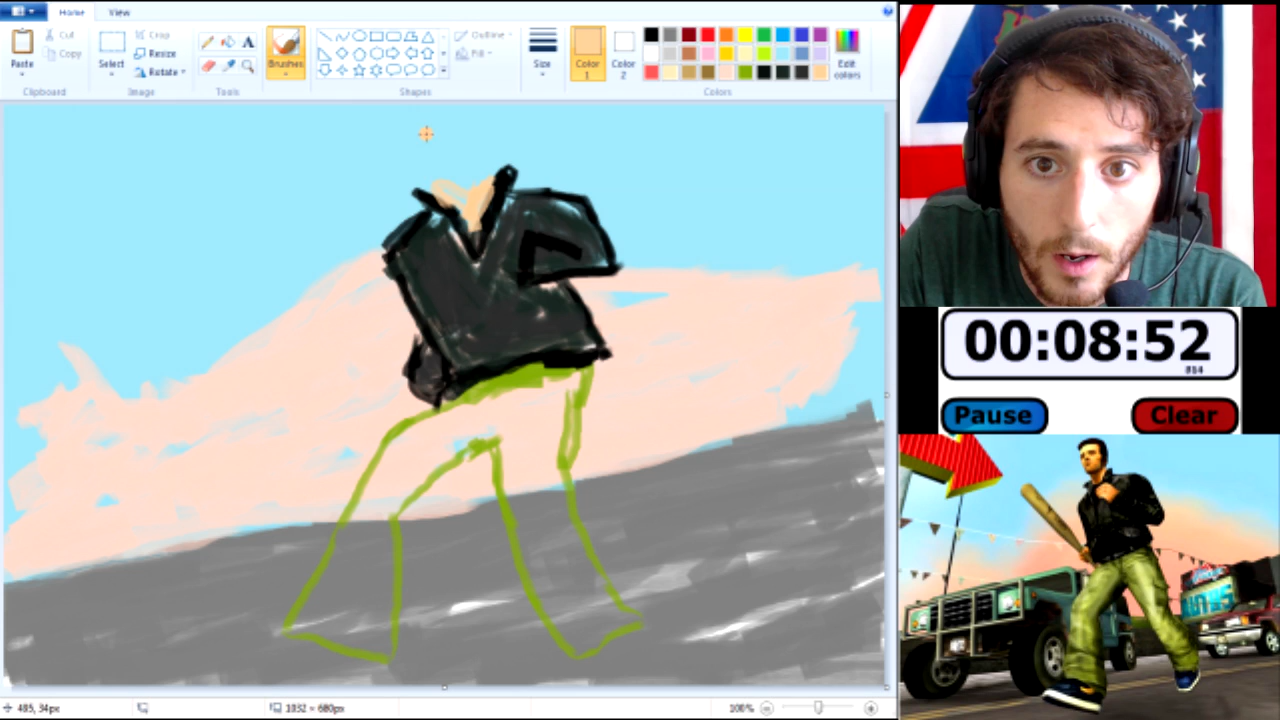 Home View
Cut
Copy
Paste
Clipboard
Crop
Resize
Rotate
Select
Image
Tools
Brushes
Outline
Fill
Shapes
Size
Color
1
Color
2
Edit
colors
Colors
00:08:52
Pause
Clear
1032 × 680px
100%